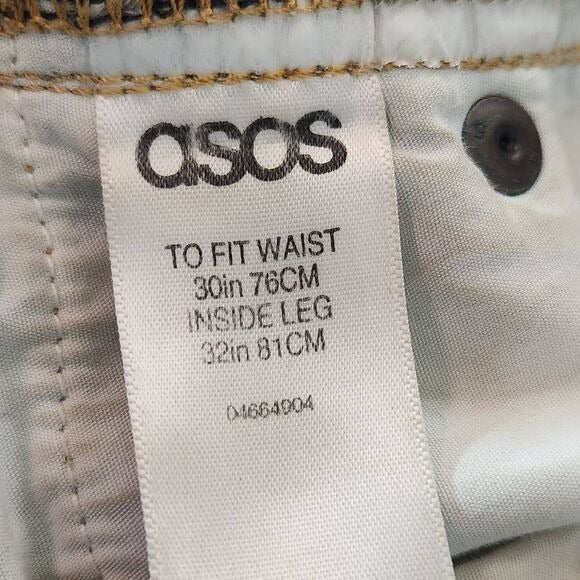 asos
TO FIT WAIST
30in 76CM
INSIDE LEG
32in 81CM
04664904